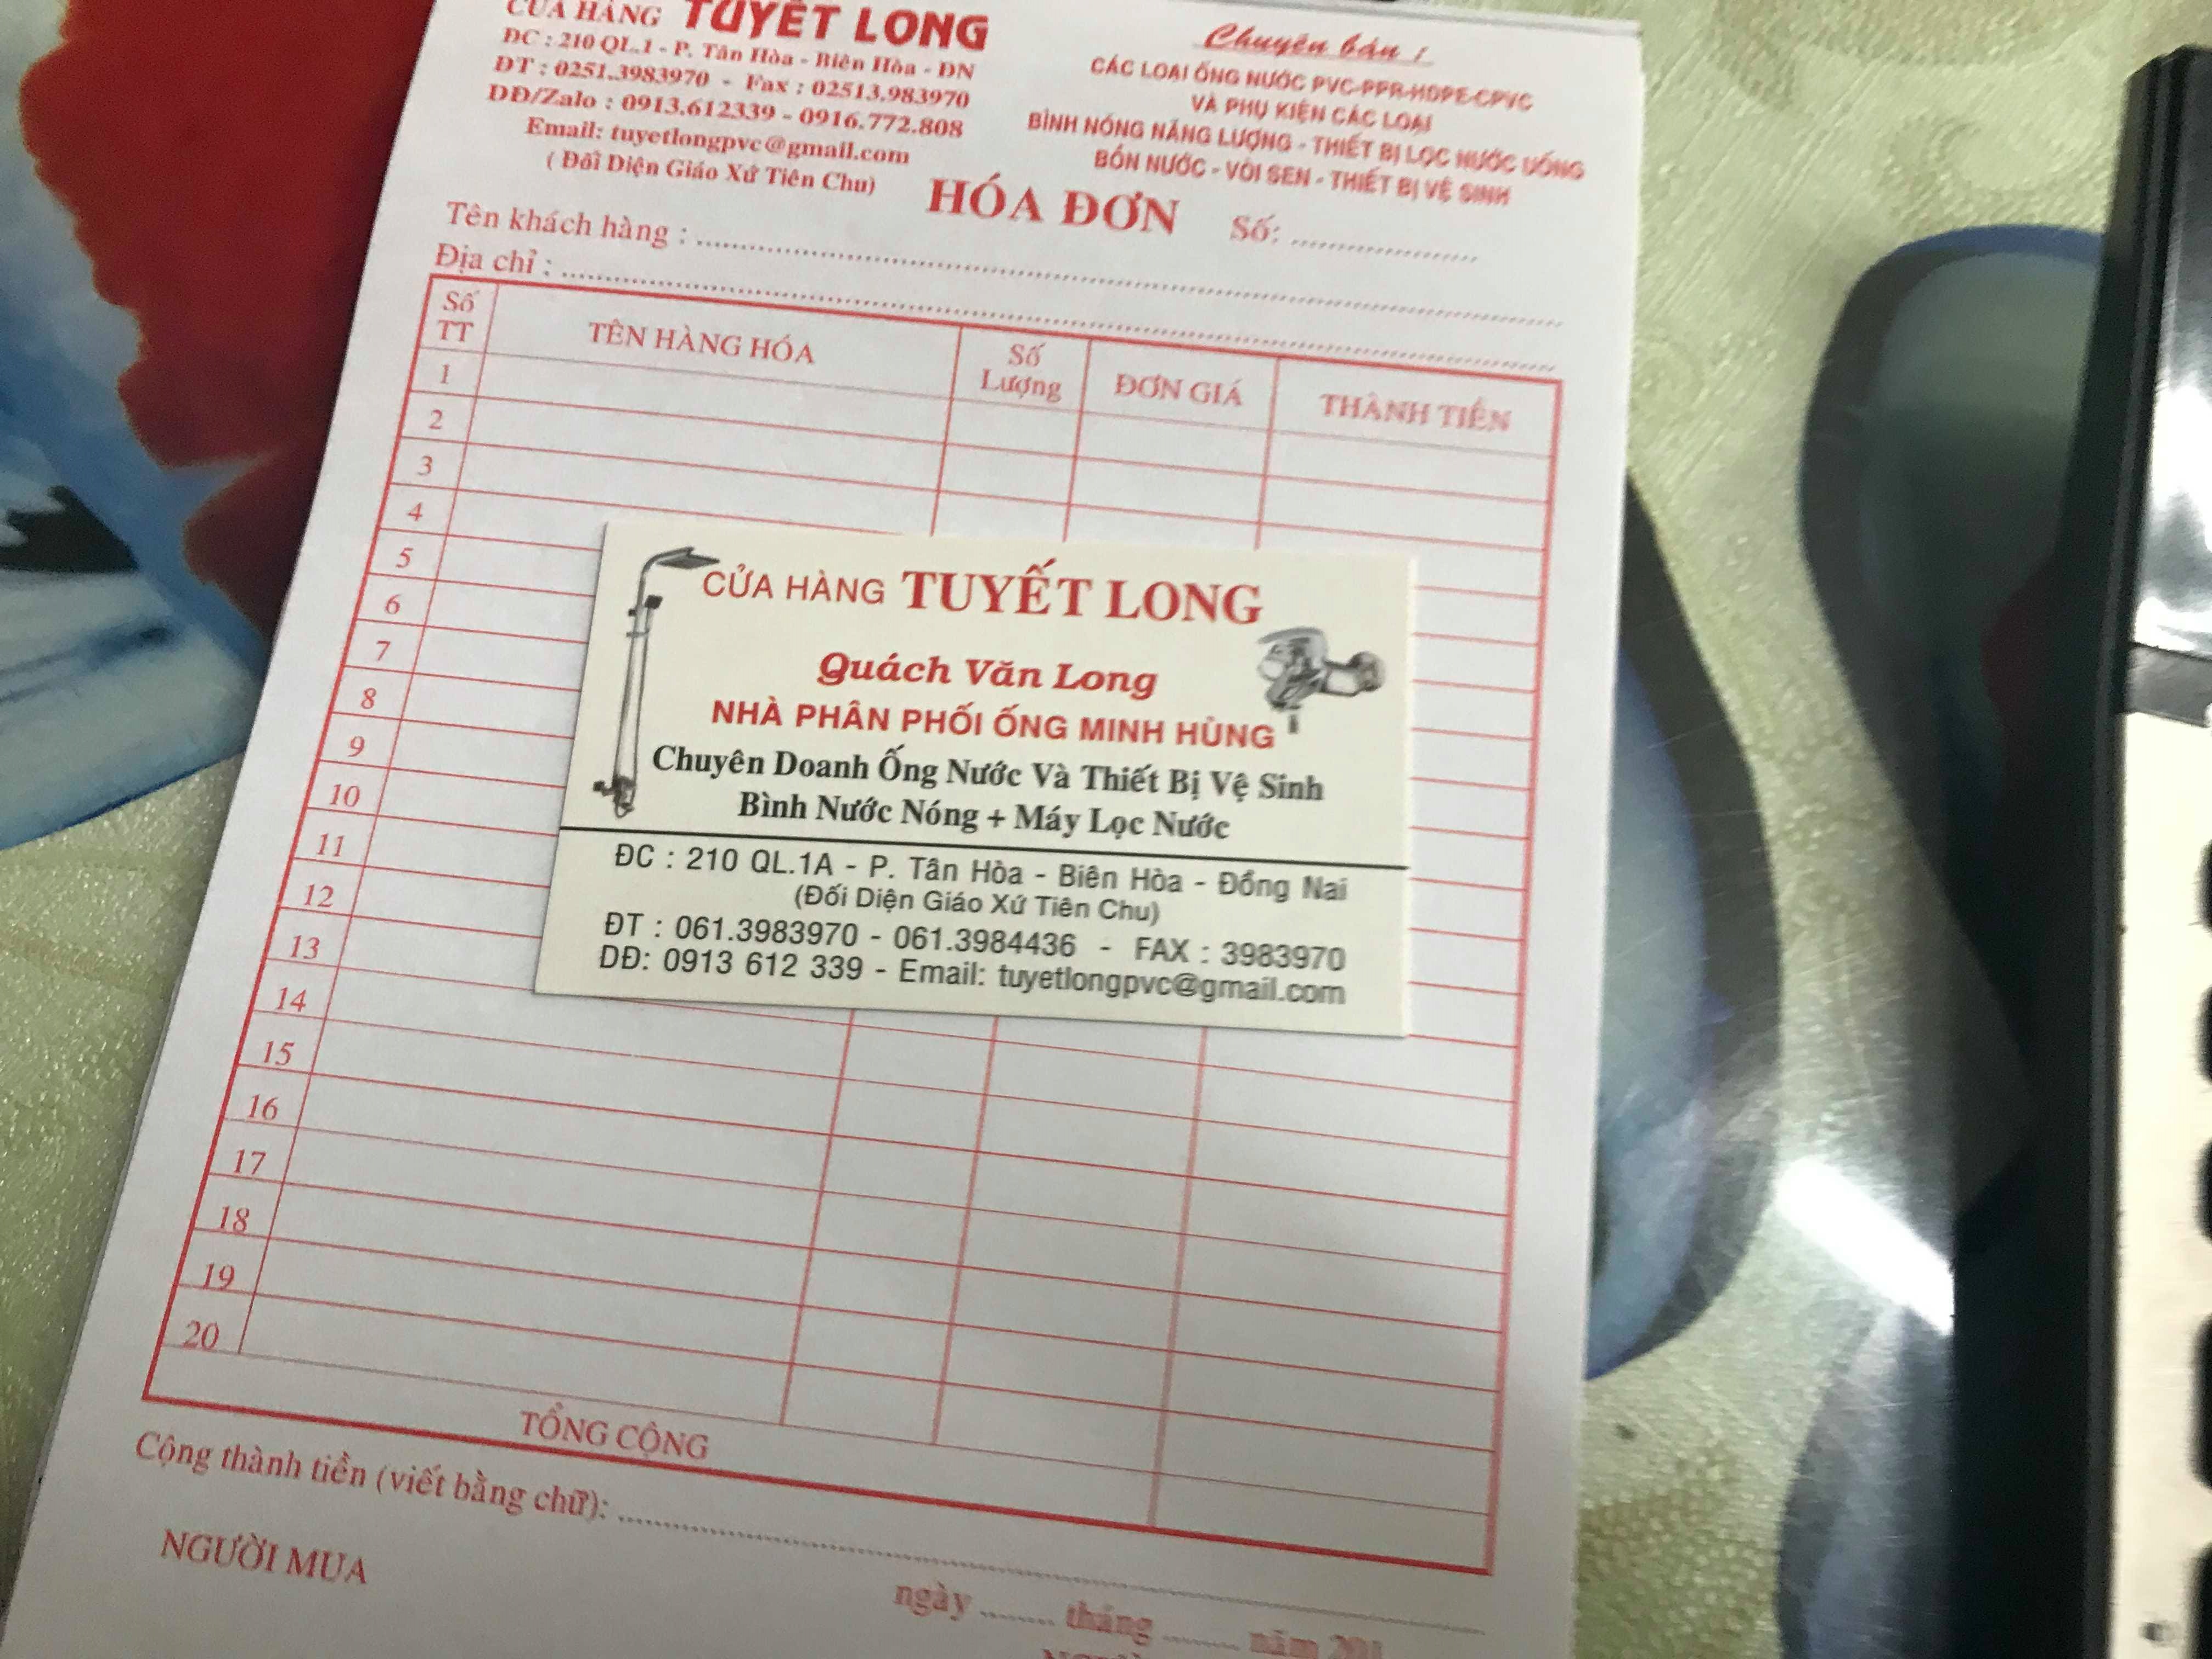 CỬA HÀNG TUYẾT LONG
ĐC : 210 QL.1 - P. Tân Hòa - Biên Hòa - ĐN
ĐT : 0251.3983970 - Fax : 02513.983970
DĐ/Zalo : 0913.612339 - 0916.772.808
Email: tuyetlongpvc@gmail.com
( Đối Diện Giáo Xứ Tiên Chu)
Chuyên bán :
CÁC LOẠI ỐNG NƯỚC PVC-PPR-HDPE-CPVC
VÀ PHỤ KIỆN CÁC LOẠI
BÌNH NÓNG NĂNG LƯỢNG - THIẾT BỊ LỌC NƯỚC UỐNG
BỒN NƯỚC - VÒI SEN - THIẾT BỊ VỆ SINH
HÓA ĐƠN Số: ....................
Tên khách hàng : ....................
Địa chỉ : ....................
Số TT TÊN HÀNG HÓA Số Lượng ĐƠN GIÁ THÀNH TIỀN
1
2
3
4
5
6
7
8
9
10
11
12
13
14
15
16
17
18
19
20
CỬA HÀNG TUYẾT LONG
Quách Văn Long
NHÀ PHÂN PHỐI ỐNG MINH HÙNG
Chuyên Doanh Ống Nước Và Thiết Bị Vệ Sinh
Bình Nước Nóng + Máy Lọc Nước
ĐC : 210 QL.1A - P. Tân Hòa - Biên Hòa - Đồng Nai
(Đối Diện Giáo Xứ Tiên Chu)
ĐT : 061.3983970 - 061.3984436 - FAX : 3983970
DĐ: 0913 612 339 - Email: tuyetlongpvc@gmail.com
TỔNG CỘNG
Cộng thành tiền (viết bằng chữ): ....................
NGƯỜI MUA
ngày ........ tháng ........ năm 201